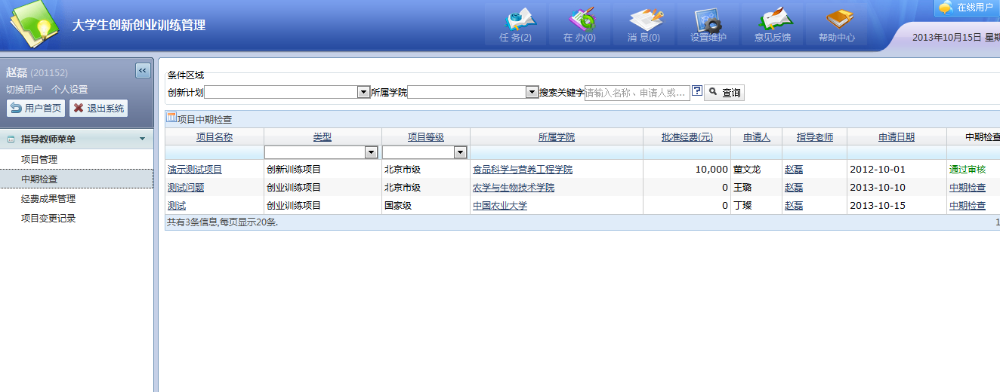 在线用户
大学生创新创业训练管理
任 务(2) 在 办(0) 消 息(0) 设置维护 意见反馈 帮助中心
2013年10月15日 星期
赵磊 (201152)
切换用户 个人设置
用户首页 退出系统
指导教师菜单
项目管理
中期检查
经费成果管理
项目变更记录
条件区域
创新计划 所属学院 搜索关键字 请输入名称、申请人或... ? 查询
项目中期检查
项目名称 类型 项目等级 所属学院 批准经费(元) 申请人 指导老师 申请日期 中期检查
演示测试项目 创新训练项目 北京市级 食品科学与营养工程学院 10,000 董文龙 赵磊 2012-10-01 通过审核
测试问题 创业训练项目 北京市级 农学与生物技术学院 0 王璐 赵磊 2013-10-10 中期检查
测试 创业训练项目 国家级 中国农业大学 0 丁璨 赵磊 2013-10-15 中期检查
共有3条信息,每页显示20条. 1